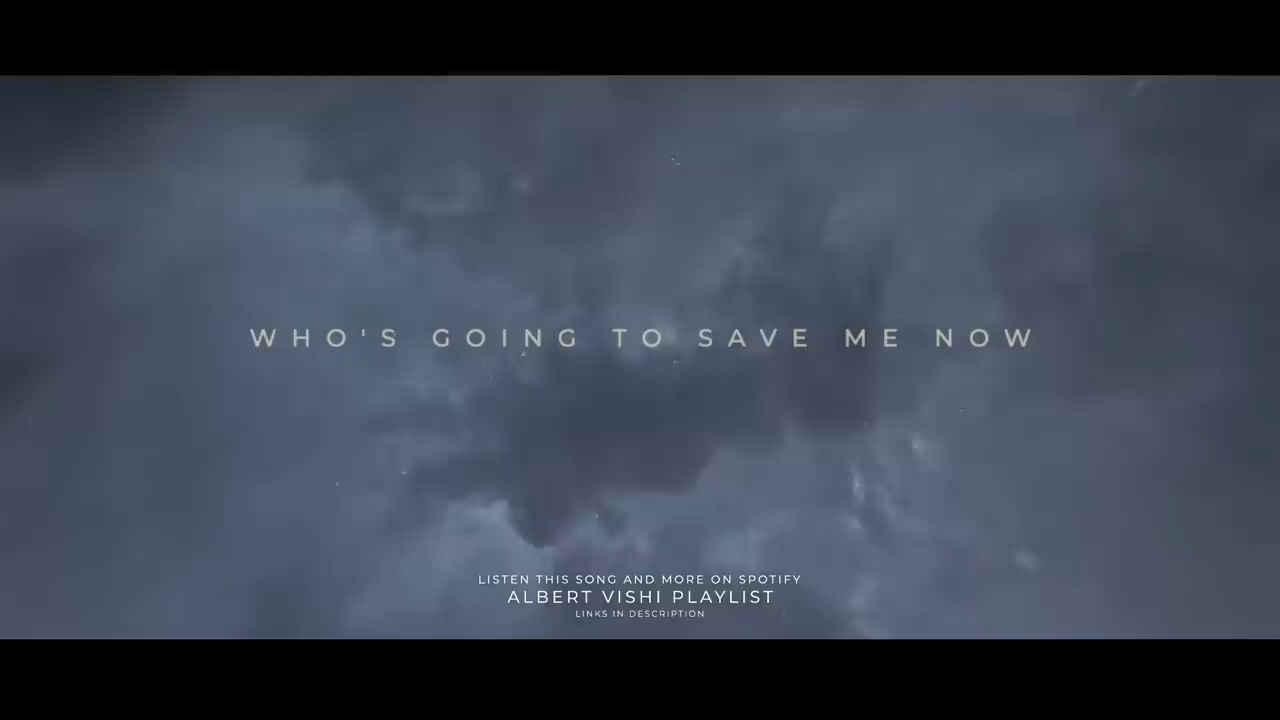 WHO'S GOING TO SAVE ME NOW
LISTEN THIS SONG AND MORE ON SPOTIFY
ALBERT VISHI PLAYLIST
LINKS IN DESCRIPTION